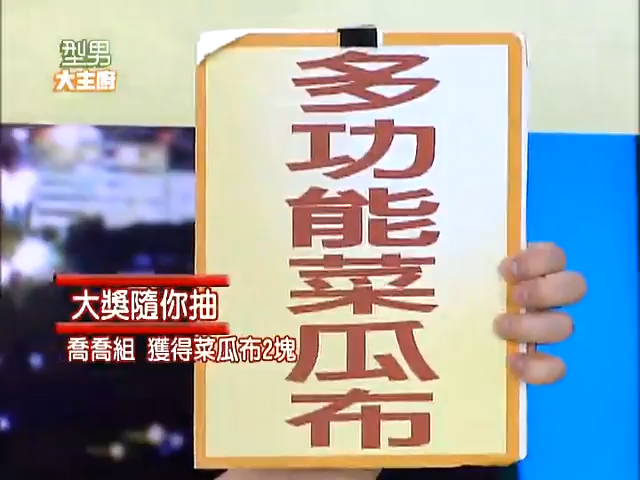 型男
大主廚
多功能菜瓜布
大獎隨你抽
喬喬組 獲得菜瓜布2塊